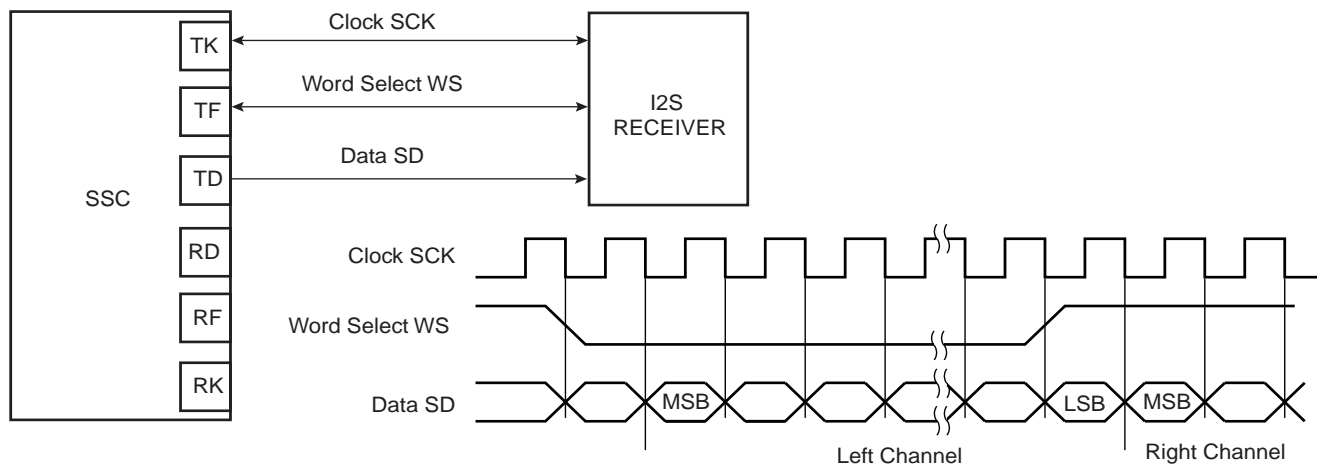 Clock SCK
TK
Word Select WS
TF
I2S
RECEIVER
Data SD
TD
SSC
RD
Clock SCK
RF
Word Select WS
RK
Data SD
MSB
LSB
MSB
Left Channel
Right Channel